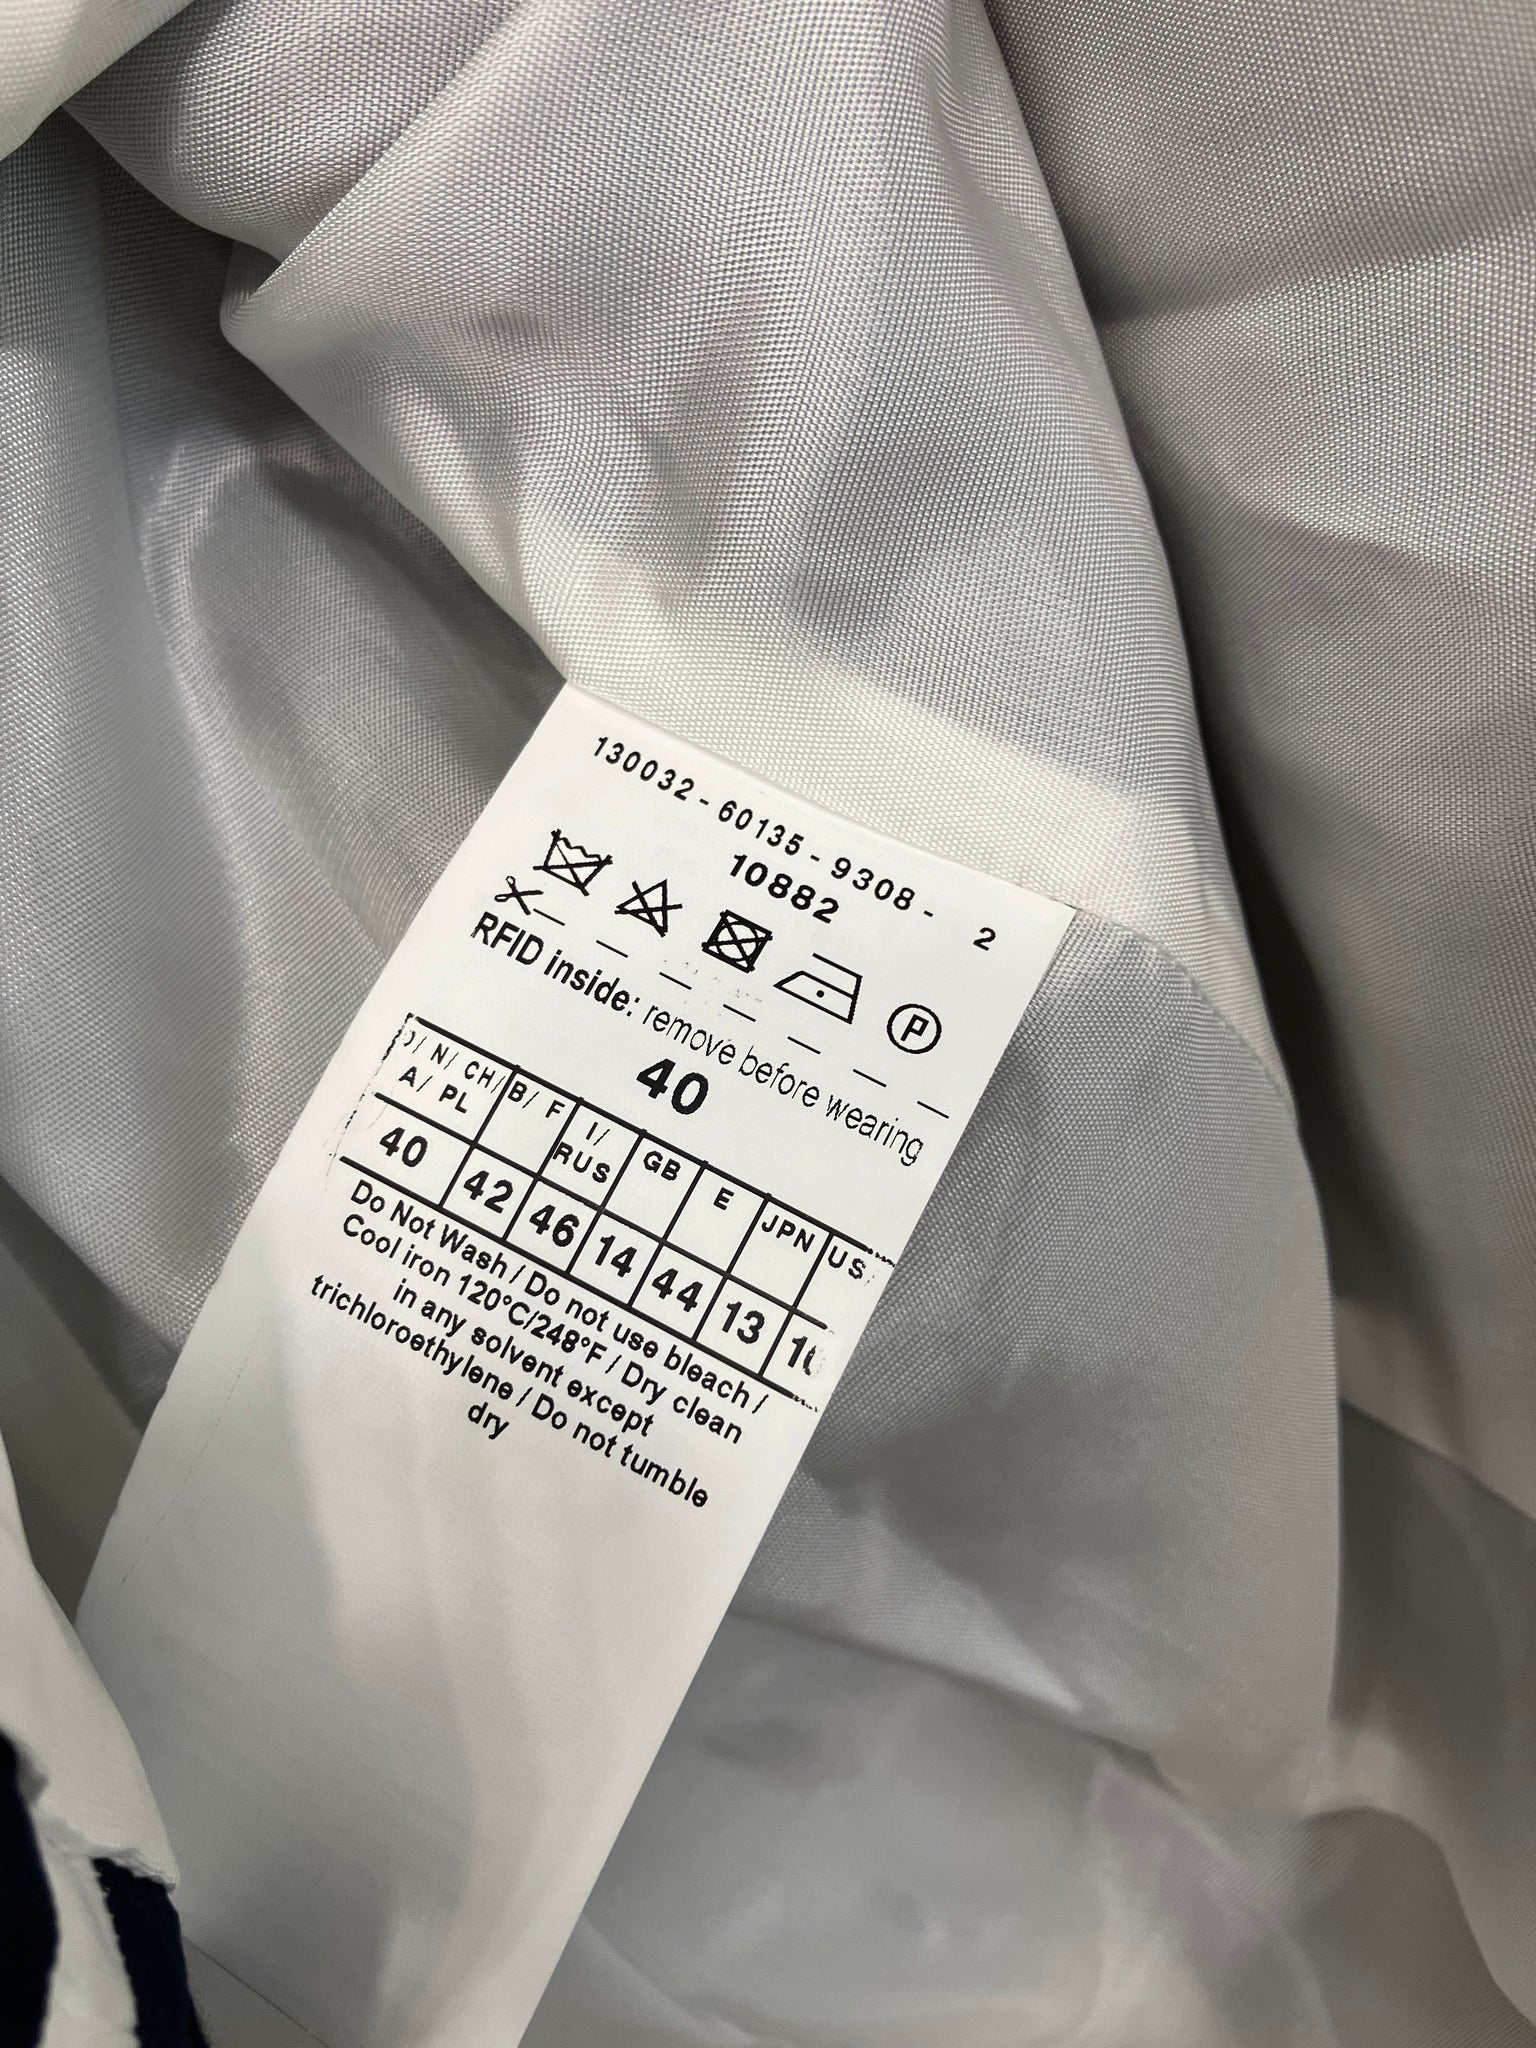 130032-60135-9308- 2
10882
P
RFID inside: remove before wearing
40
N/ CH/ B/ F I/ GB E JPN US
A/ PL RUS
40 42 46 14 44 13
Do Not Wash / Do not use bleach /
Cool iron 120°C/248°F / Dry clean
in any solvent except
trichloroethylene / Do not tumble
dry